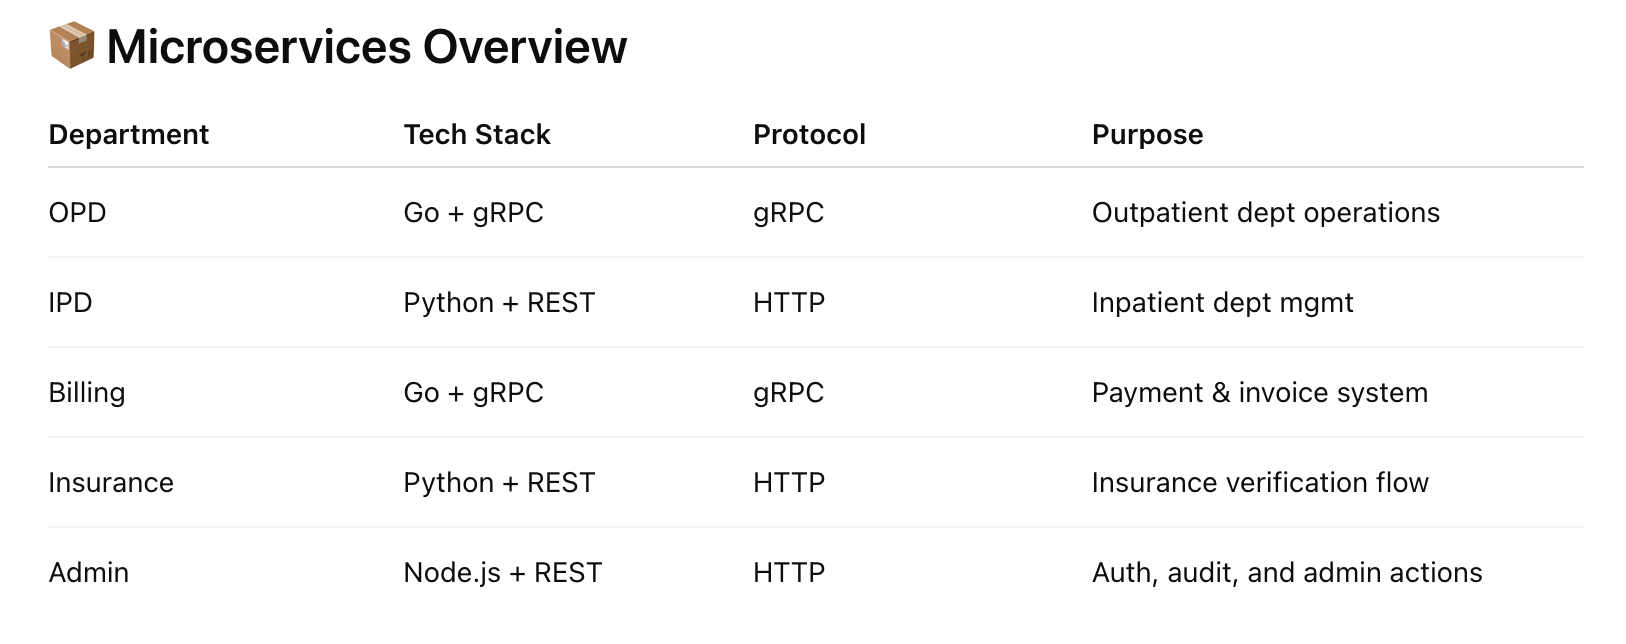 📦 Microservices Overview
Department Tech Stack Protocol Purpose
OPD Go + gRPC gRPC Outpatient dept operations
IPD Python + REST HTTP Inpatient dept mgmt
Billing Go + gRPC gRPC Payment & invoice system
Insurance Python + REST HTTP Insurance verification flow
Admin Node.js + REST HTTP Auth, audit, and admin actions